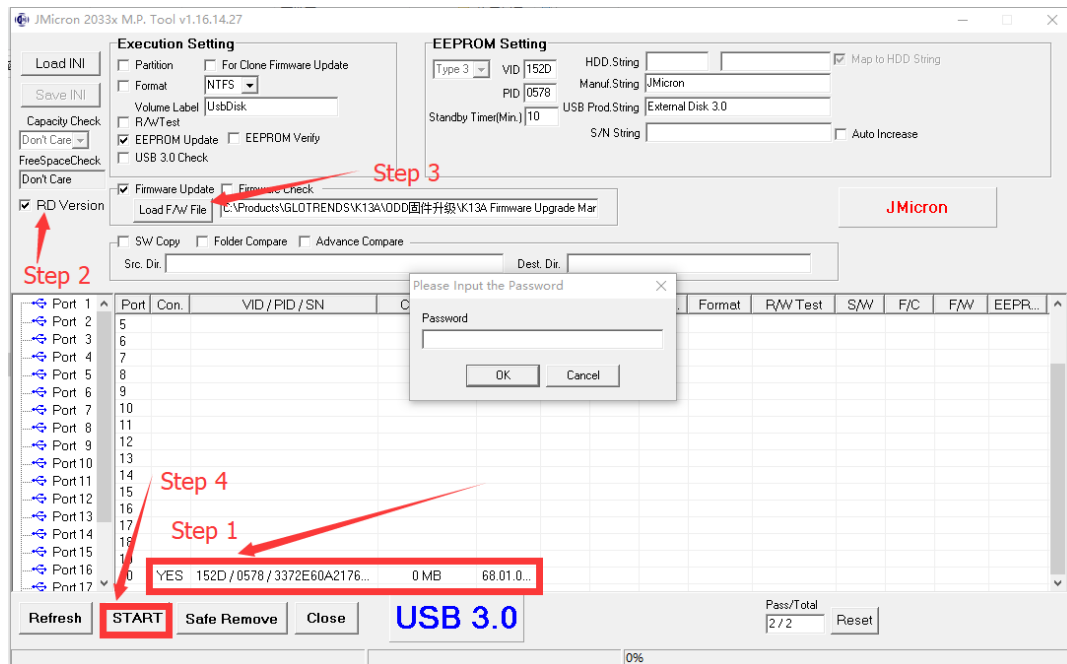 JMicron 2033x M.P. Tool v1.16.14.27
Load INI
Save INI
Capacity Check
Don't Care
FreeSpaceCheck
Don't Care
RD Version
Execution Setting
Partition For Clone Firmware Update
Format NTFS
Volume Label UsbDisk
R/WTest
EEPROM Update EEPROM Verify
USB 3.0 Check
EEPROM Setting
Type 3 VID 152D HDD.String Map to HDD String
PID 0578 Manuf.String JMicron
Standby Timer(Min.) 10 USB Prod.String External Disk 3.0
S/N String Auto Increase
Step 3
Firmware Update Firmware Check
Load F/W File C:\Products\GLOTRENDS\K13A\ODD固件升级\K13A Firmware Upgrade Mar
JMicron
SW Copy Folder Compare Advance Compare
Src. Dir. Dest. Dir.
Step 2
Please Input the Password
Password
OK Cancel
Port 1
Port 2
Port 3
Port 4
Port 5
Port 6
Port 7
Port 8
Port 9
Port 10
Port 11
Port 12
Port 13
Port 14
Port 15
Port 16
Port 17
Port Con. VID / PID / SN Format R/W Test S/W F/C F/W EEPR...
5
6
7
8
9
10
11
12
13
14
15
16
17
18
19
YES 152D / 0578 / 3372E60A2176... 0 MB 68.01.0...
Step 4
Step 1
Refresh START Safe Remove Close USB 3.0
Pass/Total
2 / 2 Reset
0%